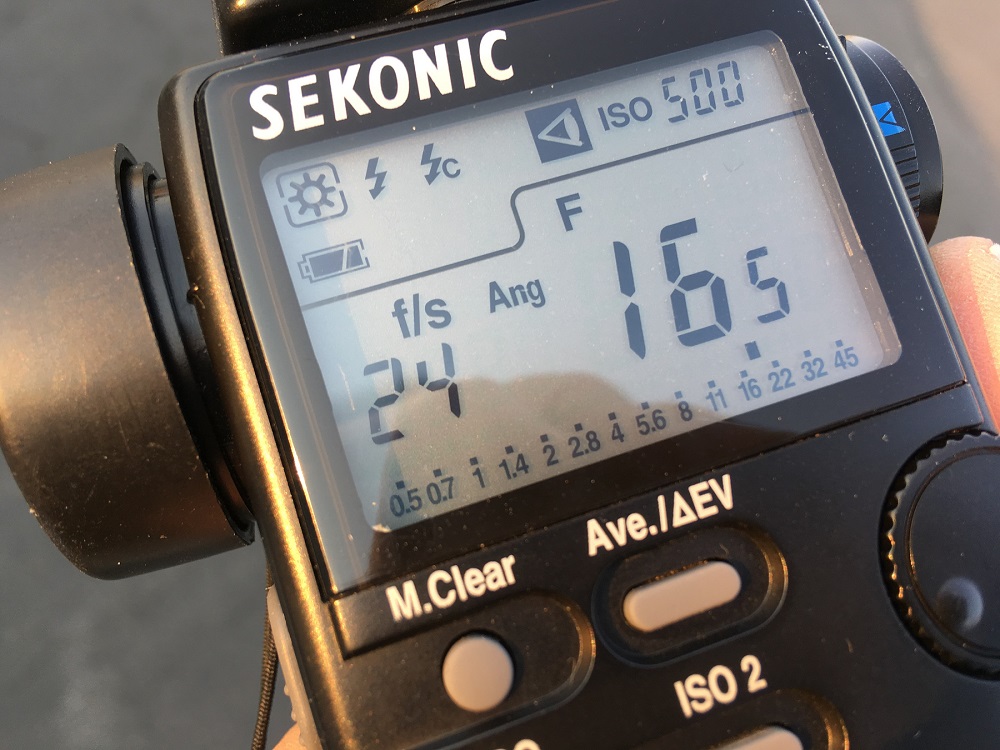 SEKONIC
ISO 500
C
F
f/s Ang 16 5
24
0.5 0.7 1 1.4 2 2.8 4 5.6 8 11 16 22 32 45
M.Clear
Ave./ΔEV
ISO 2